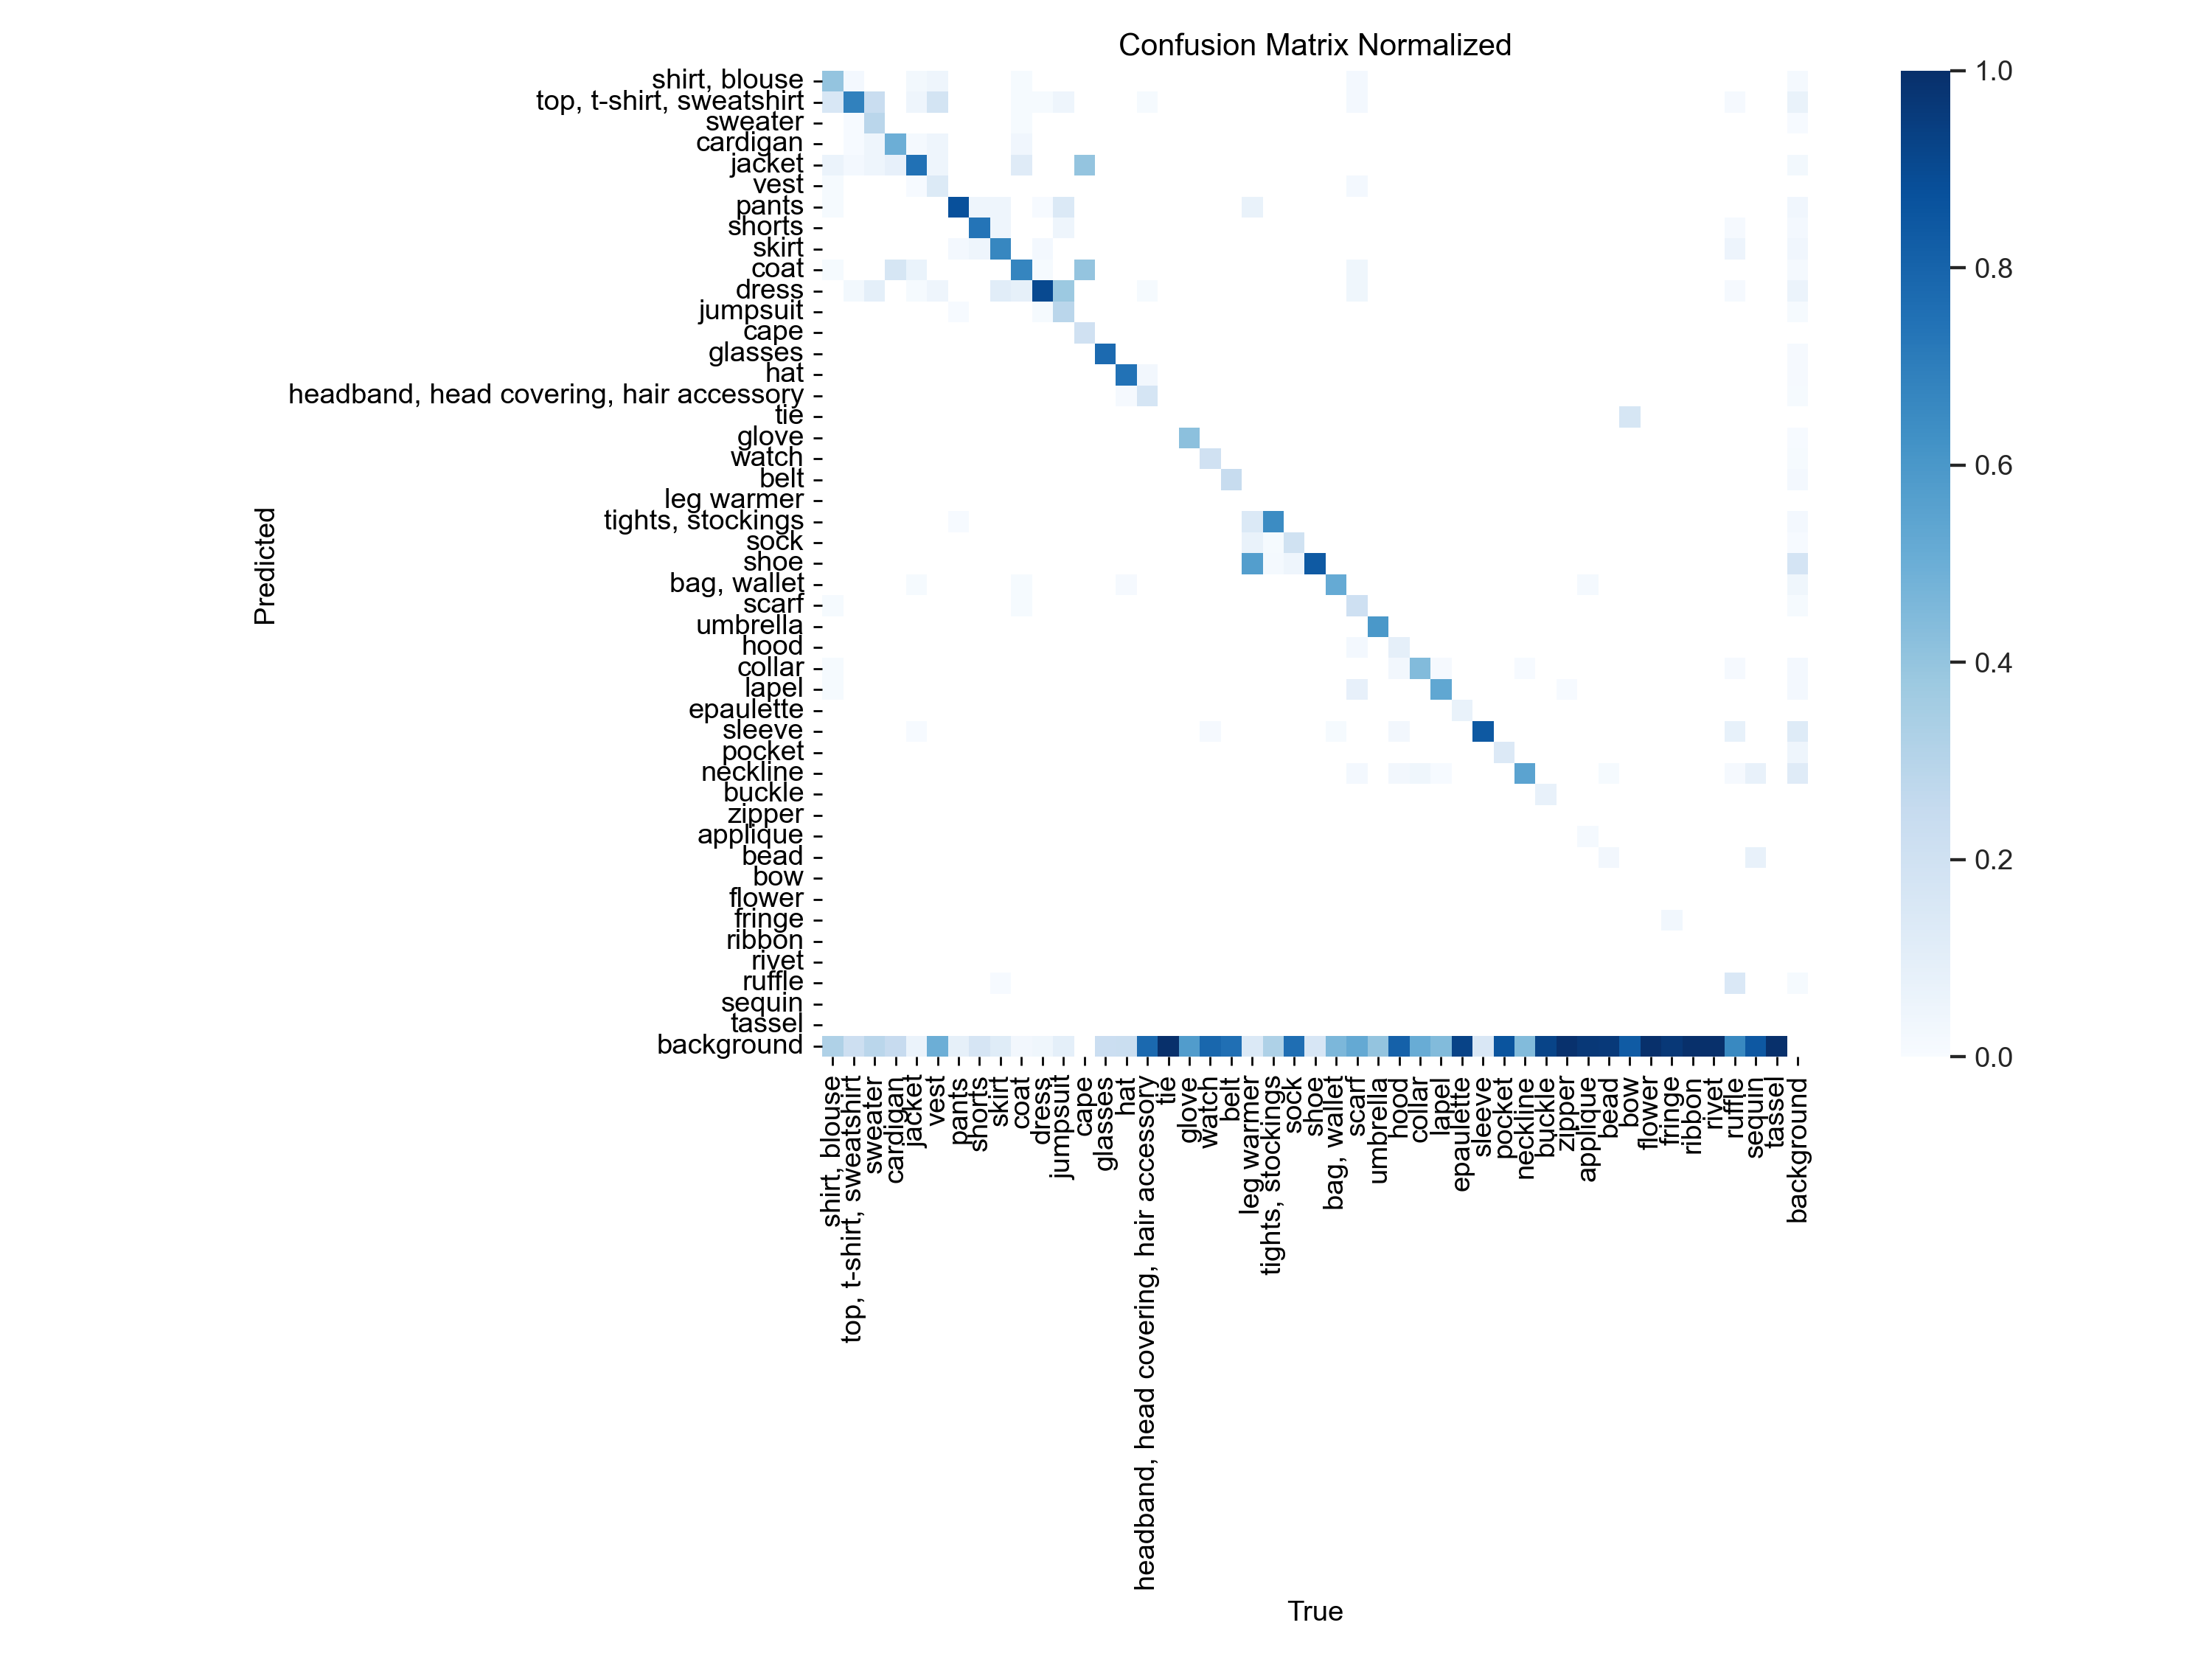 Confusion Matrix Normalized
shirt, blouse
top, t-shirt, sweatshirt
sweater
cardigan
jacket
vest
pants
shorts
skirt
coat
dress
jumpsuit
cape
glasses
hat
headband, head covering, hair accessory
tie
glove
watch
belt
leg warmer
tights, stockings
sock
shoe
bag, wallet
scarf
umbrella
hood
collar
lapel
epaulette
sleeve
pocket
neckline
buckle
zipper
applique
bead
bow
flower
fringe
ribbon
rivet
ruffle
sequin
tassel
background
Predicted
shirt, blouse
top, t-shirt, sweatshirt
sweater
cardigan
jacket
vest
pants
shorts
skirt
coat
dress
jumpsuit
cape
glasses
hat
headband, head covering, hair accessory
tie
glove
watch
belt
leg warmer
tights, stockings
sock
shoe
bag, wallet
scarf
umbrella
hood
collar
lapel
epaulette
sleeve
pocket
neckline
buckle
zipper
applique
bead
bow
flower
fringe
ribbon
rivet
ruffle
sequin
tassel
background
True
1.0
0.8
0.6
0.4
0.2
0.0